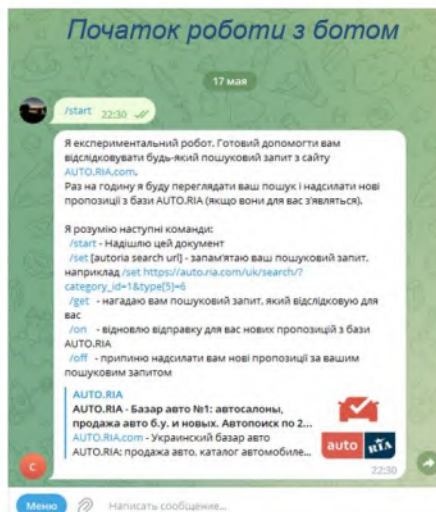 Початок роботи з ботом
17 мая
/start 22:30
Я експериментальний робот. Готовий допомогти вам
відслідковувати будь-який пошуковий запит з сайту
AUTO.RIA.com.
Раз на годину я буду переглядати ваш пошук і надсилати нові
пропозиції з бази AUTO.RIA (якщо вони для вас з'являться).
Я розумію наступні команди:
/start - Надішлю цей документ
/set [autoria search url] - запам'ятаю ваш пошуковий запит,
наприклад /set https://auto.ria.com/uk/search/?
category_id=1&type[5]=6
/get - нагадаю вам пошуковий запит, який відслідковую для
вас
/on - відновлю відправку для вас нових пропозицій з бази
AUTO.RIA
/off - припиню надсилати вам нові пропозиції за вашим
пошуковим запитом
AUTO.RIA
AUTO.RIA - Базар авто №1: автосалоны,
продажа авто б.у. и новых. Автопоиск по 2...
AUTO.RIA.com - Украинский базар авто
AUTO.RIA: продажа авто, каталог автомобиле...
auto RIA
22:30
С
Меню Написать сообщение...